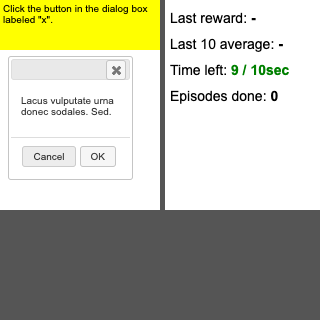 Click the button in the dialog box
labeled "x".
Lacus vulputate urna
donec sodales. Sed.
Cancel
OK
Last reward: -
Last 10 average: -
Time left: 9 / 10sec
Episodes done: 0